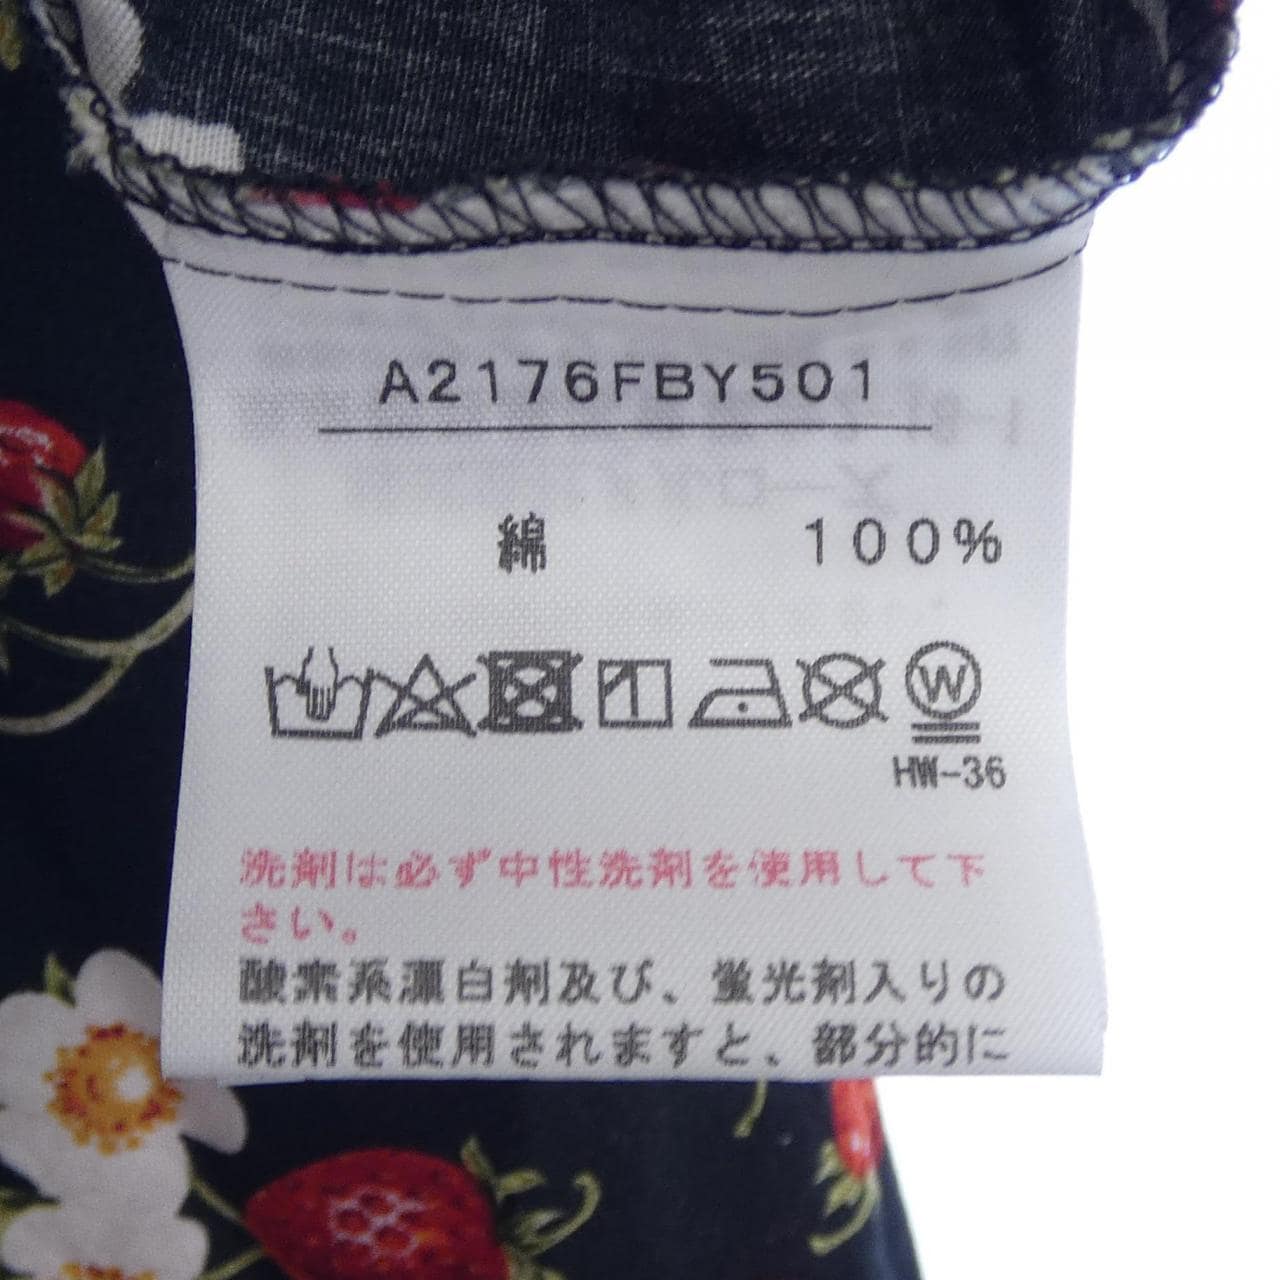 A2176FBY501
綿 100%
W
HW-36
洗剤は必ず中性洗剤を使用して下
さい。
酸素系漂白剤及び、蛍光剤入りの
洗剤を使用されますと、部分的に